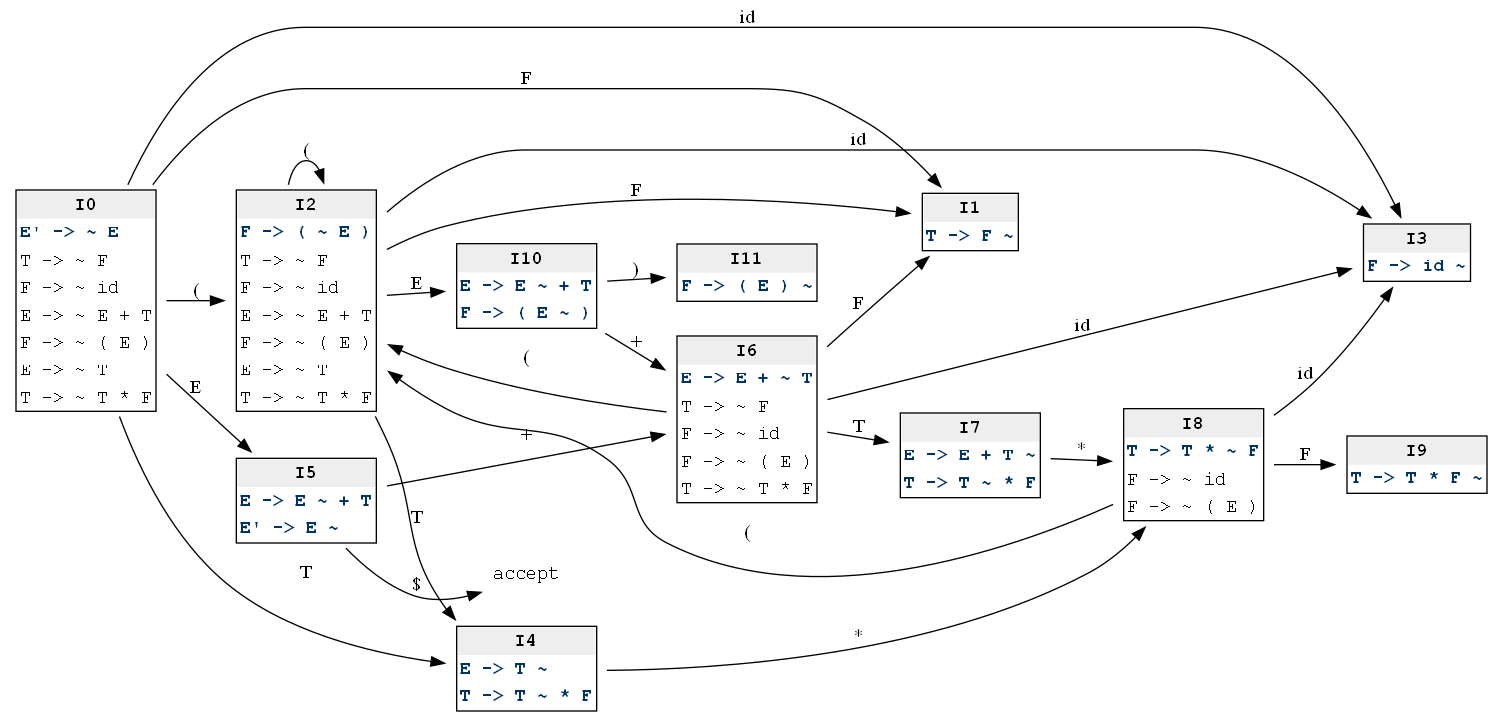 id
F
(
id
F
I0
E' -> ~ E
T -> ~ F
F -> ~ id
E -> ~ E + T
F -> ~ ( E )
E -> ~ T
T -> ~ T * F
(
E
T
I2
F -> ( ~ E )
T -> ~ F
F -> ~ id
E -> ~ E + T
F -> ~ ( E )
E -> ~ T
T -> ~ T * F
E
I10
E -> E ~ + T
F -> ( E ~ )
)
+
I11
F -> ( E ) ~
I1
T -> F ~
I3
F -> id ~
(
I6
E -> E + ~ T
T -> ~ F
F -> ~ id
F -> ~ ( E )
T -> ~ T * F
F
id
T
I7
E -> E + T ~
T -> T ~ * F
*
I8
T -> T * ~ F
F -> ~ id
F -> ~ ( E )
id
F
I9
T -> T * F ~
I5
E -> E ~ + T
E' -> E ~
+
T
(
$
accept
I4
E -> T ~
T -> T ~ * F
*